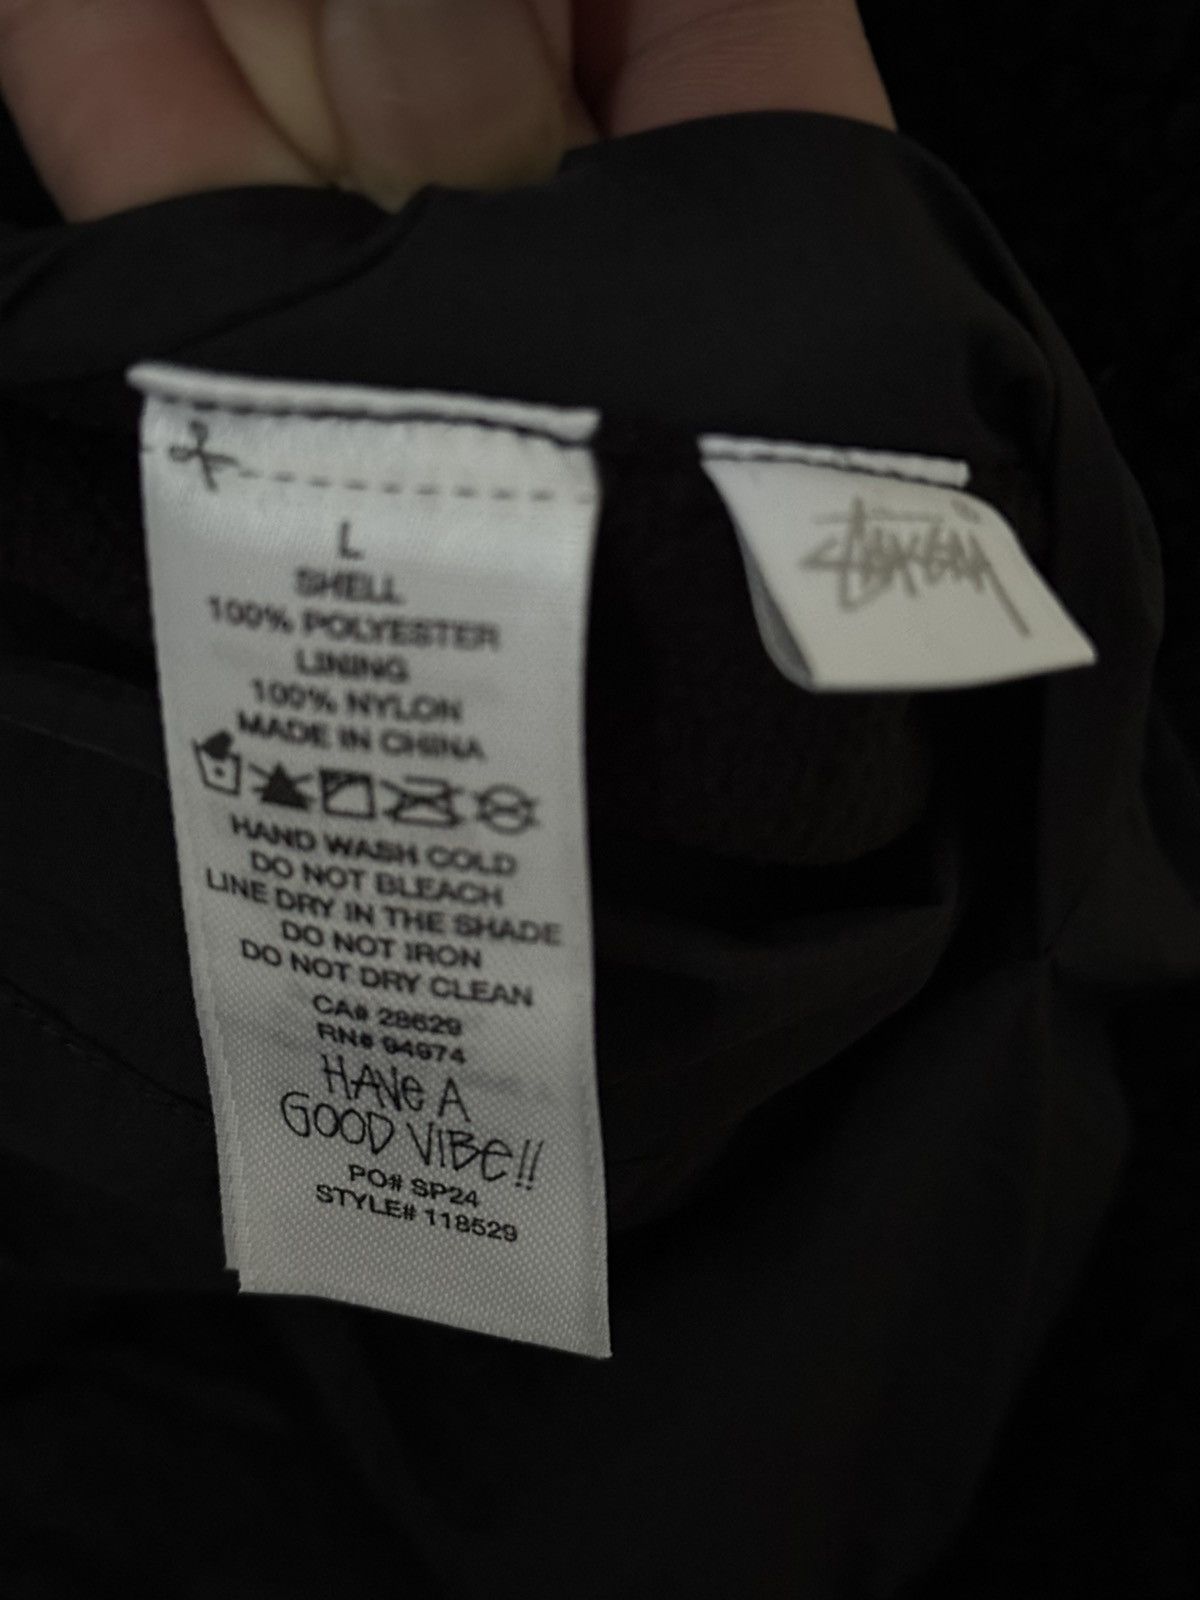 L
SHELL
100% POLYESTER
LINING
100% NYLON
MADE IN CHINA
HAND WASH COLD
DO NOT BLEACH
LINE DRY IN THE SHADE
DO NOT IRON
DO NOT DRY CLEAN
CA# 28629
RN# 94974
HAVE A
GOOD VIBE!!
PO# SP24
STYLE# 118529
Stüssy